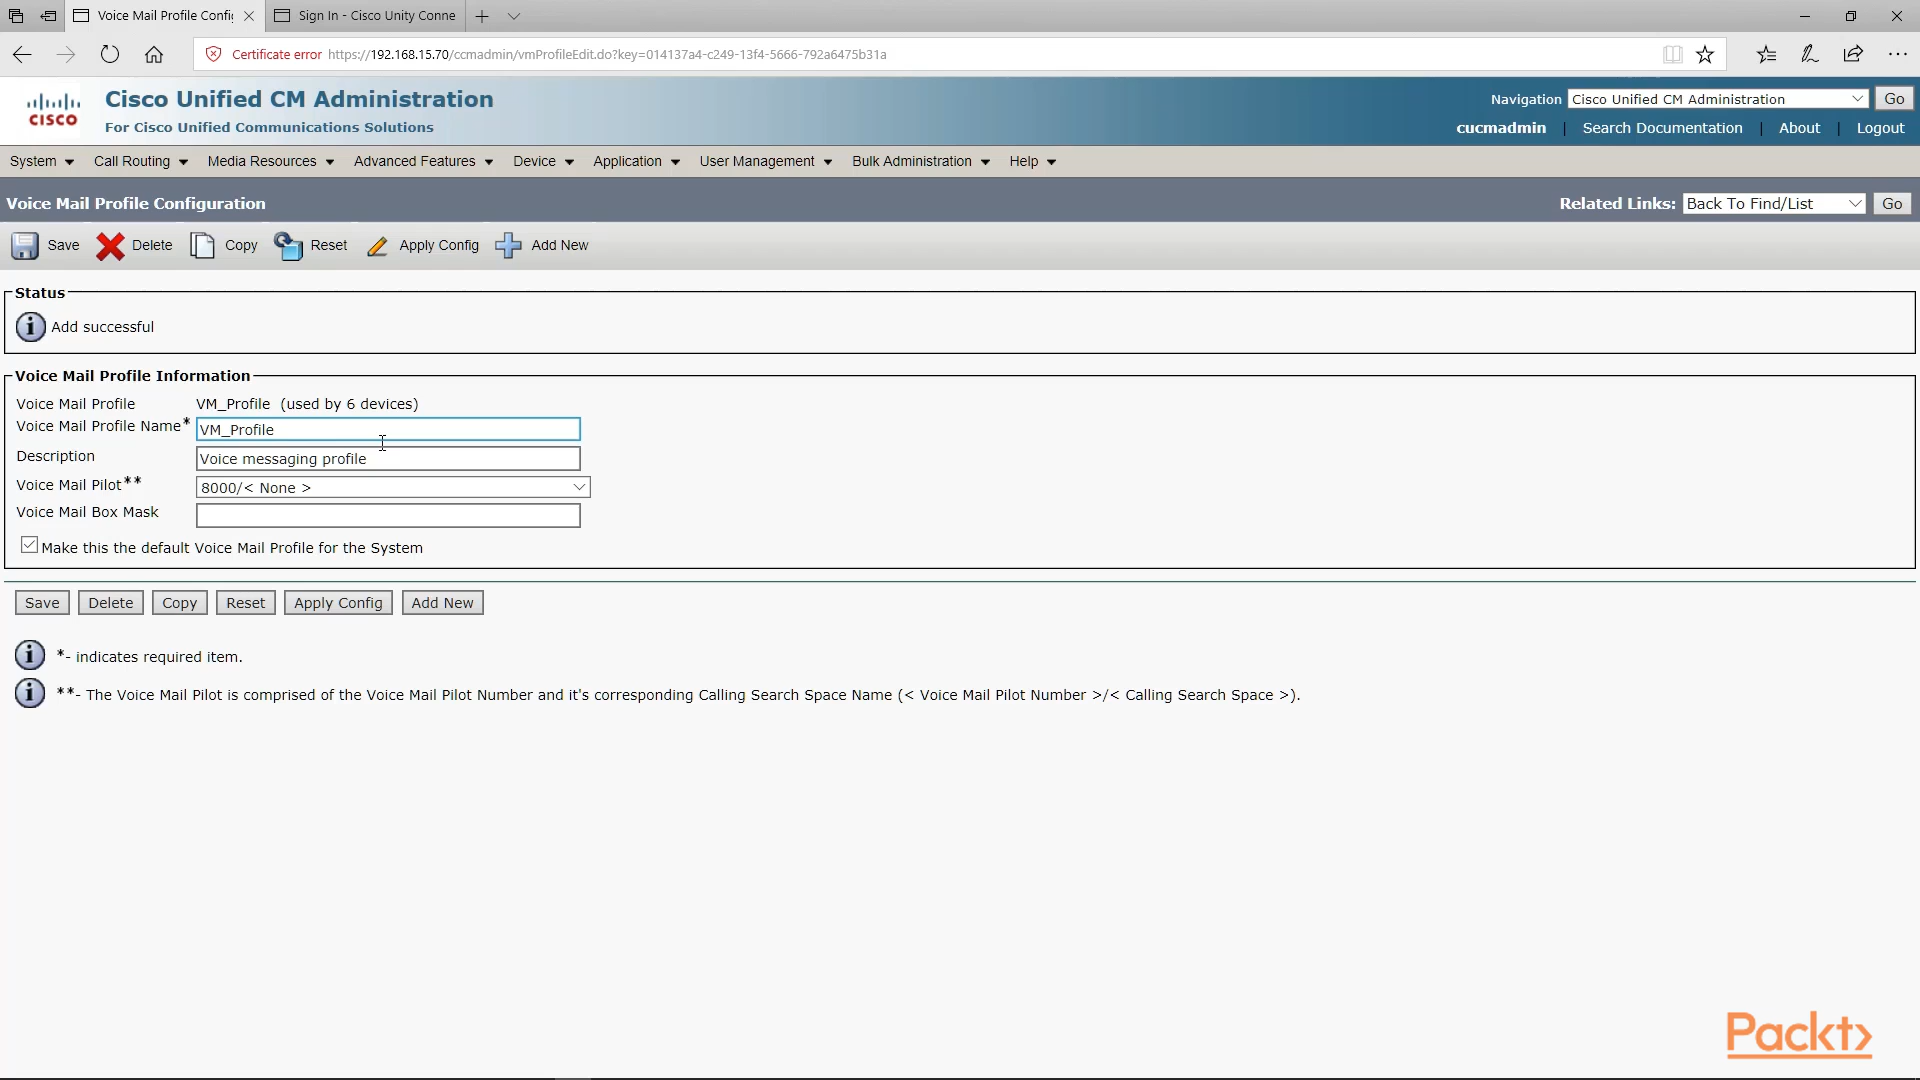 Voice Mail Profile Config
Sign In - Cisco Unity Conne
Certificate error https://192.168.15.70/ccmadmin/vmProfileEdit.do?key=014137a4-c249-13f4-5666-792a6475b31a
CISCO
Cisco Unified CM Administration
For Cisco Unified Communications Solutions
Navigation Cisco Unified CM Administration Go
cucmadmin | Search Documentation | About | Logout
System Call Routing Media Resources Advanced Features Device Application User Management Bulk Administration Help
Voice Mail Profile Configuration
Related Links: Back To Find/List Go
Save Delete Copy Reset Apply Config Add New
Status
Add successful
Voice Mail Profile Information
Voice Mail Profile VM_Profile (used by 6 devices)
Voice Mail Profile Name* VM_Profile
Description Voice messaging profile
Voice Mail Pilot** 8000/< None >
Voice Mail Box Mask
Make this the default Voice Mail Profile for the System
Save Delete Copy Reset Apply Config Add New
*- indicates required item.
**- The Voice Mail Pilot is comprised of the Voice Mail Pilot Number and it's corresponding Calling Search Space Name (< Voice Mail Pilot Number >/< Calling Search Space >).
Packt>